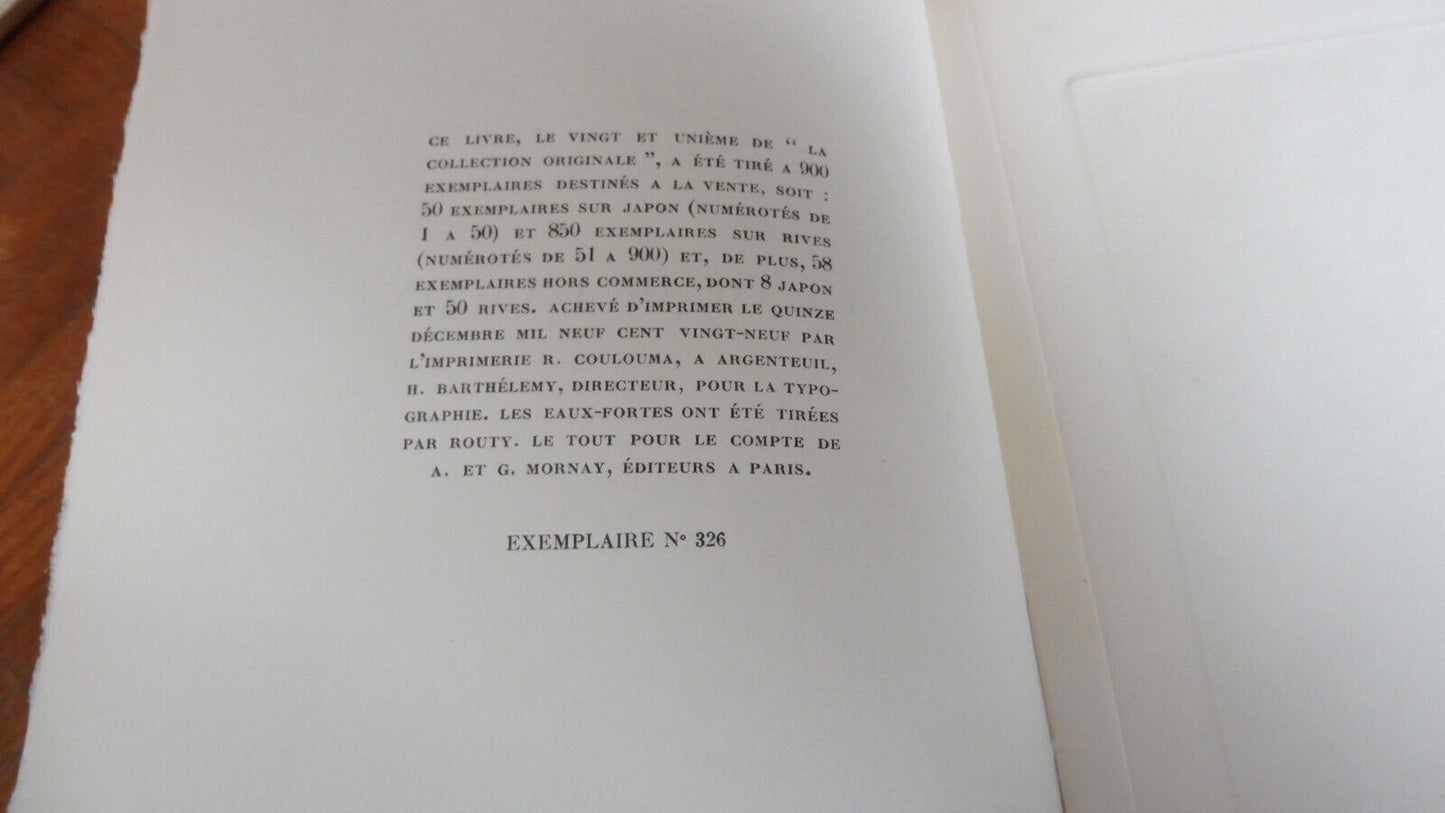 CE LIVRE, LE VINGT ET UNIÈME DE “ LA
COLLECTION ORIGINALE ”, A ÉTÉ TIRÉ A 900
EXEMPLAIRES DESTINÉS A LA VENTE, SOIT :
50 EXEMPLAIRES SUR JAPON (NUMÉROTÉS DE
1 A 50) ET 850 EXEMPLAIRES SUR RIVES
(NUMÉROTÉS DE 51 A 900) ET, DE PLUS, 58
EXEMPLAIRES HORS COMMERCE, DONT 8 JAPON
ET 50 RIVES. ACHEVÉ D'IMPRIMER LE QUINZE
DÉCEMBRE MIL NEUF CENT VINGT-NEUF PAR
L'IMPRIMERIE R. COULOUMA, A ARGENTEUIL,
H. BARTHÉLEMY, DIRECTEUR, POUR LA TYPO-
GRAPHIE. LES EAUX-FORTES ONT ÉTÉ TIRÉES
PAR ROUTY. LE TOUT POUR LE COMPTE DE
A. ET G. MORNAY, ÉDITEURS A PARIS.
EXEMPLAIRE Nº 326